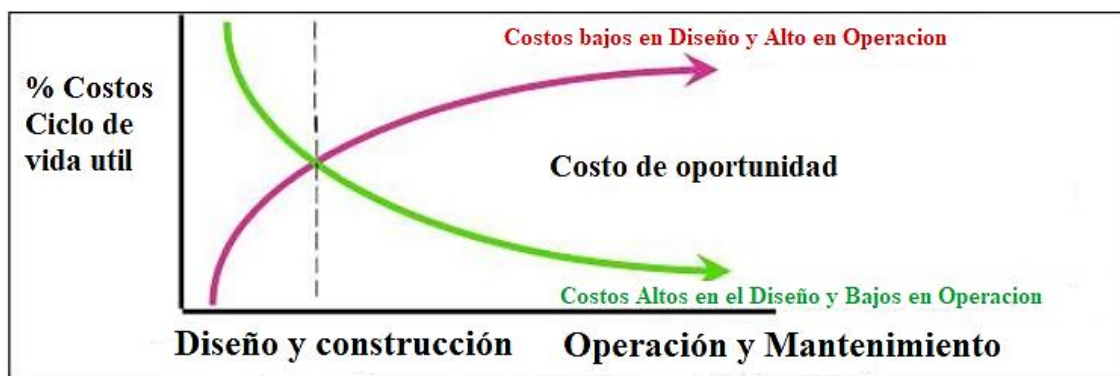 Costos bajos en Diseño y Alto en Operacion
% Costos
Ciclo de
vida util
Costo de oportunidad
Costos Altos en el Diseño y Bajos en Operacion
Diseño y construcción
Operación y Mantenimiento